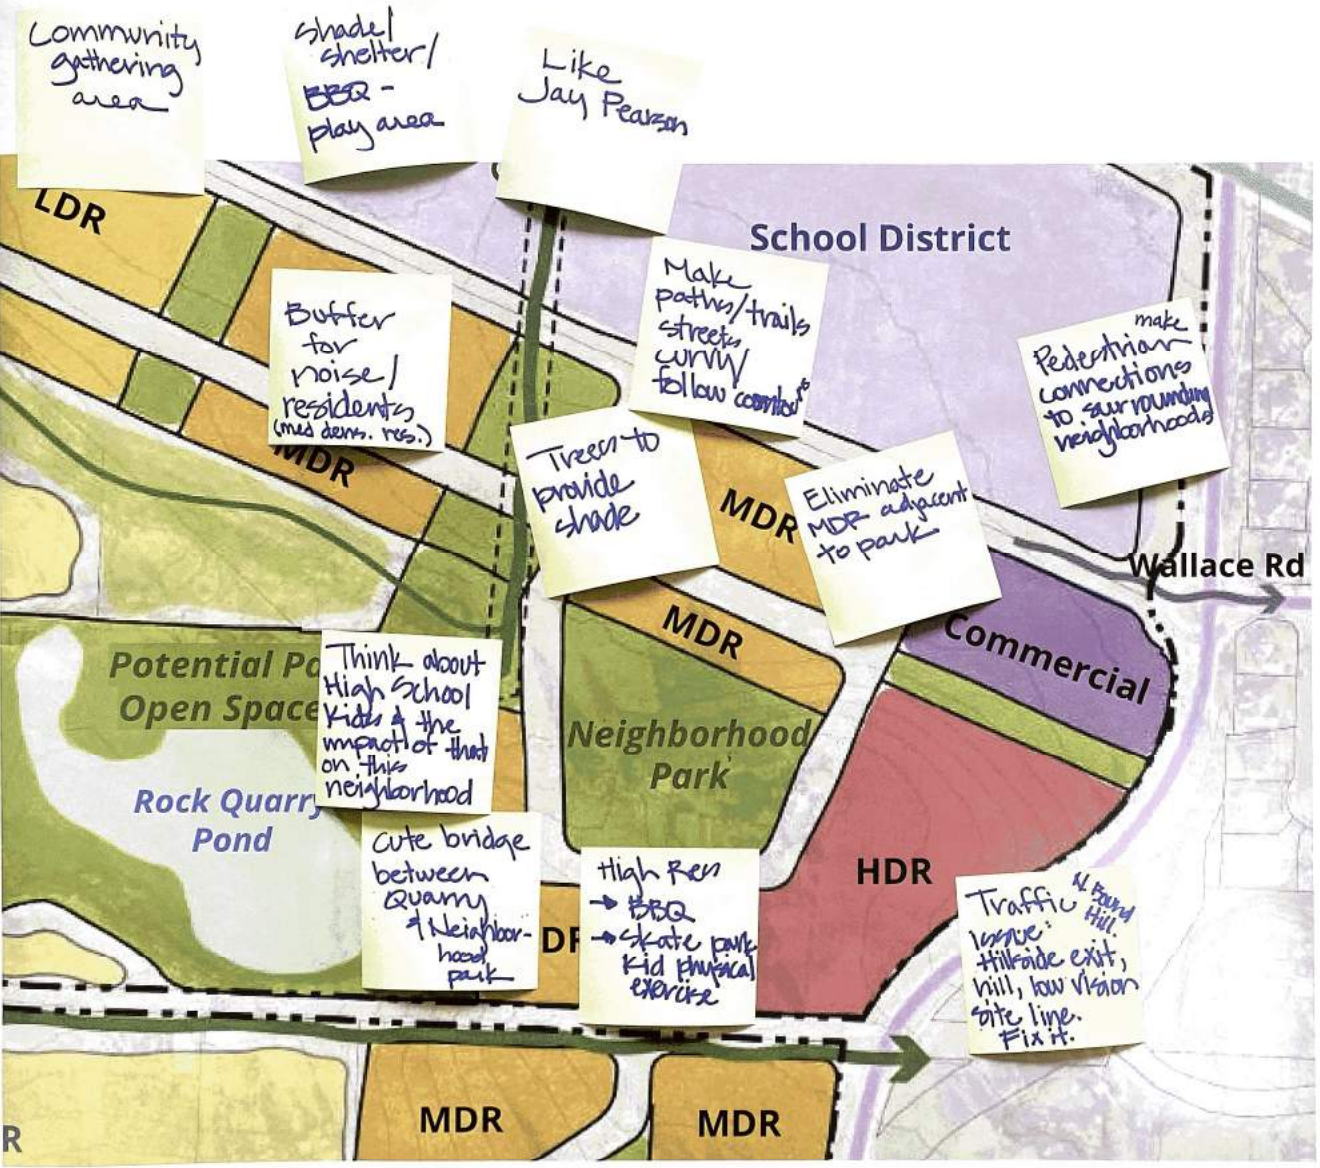 Community
gathering
area
shade/
shelter/
BBQ -
play area
Like
Jay Pearson
LDR
School District
Buffer
for
noise/
residents
(med dens. res.)
MDR
Make
paths/trails
streets
curvy/
follow
make
Pedestrian
connections
to surrounding
neighborhoods
Trees to
provide
shade
MDR
Eliminate
MDR adjacent
to park
Wallace Rd
Commercial
MDR
Potential
Open Space
Think about
High School
kids & the
impact of that
on this
neighborhood
Neighborhood
Park
Rock Quarry
Pond
Cute bridge
between
Quarry
& Neighbor-
hood
park
High Res
→ BBQ
→ skate park
kid physical
exercise
HDR
Traffic
N. Bound
Hill.
Issue:
Hillside exit,
hill, low vision
site line.
Fix it.
MDR
MDR
R